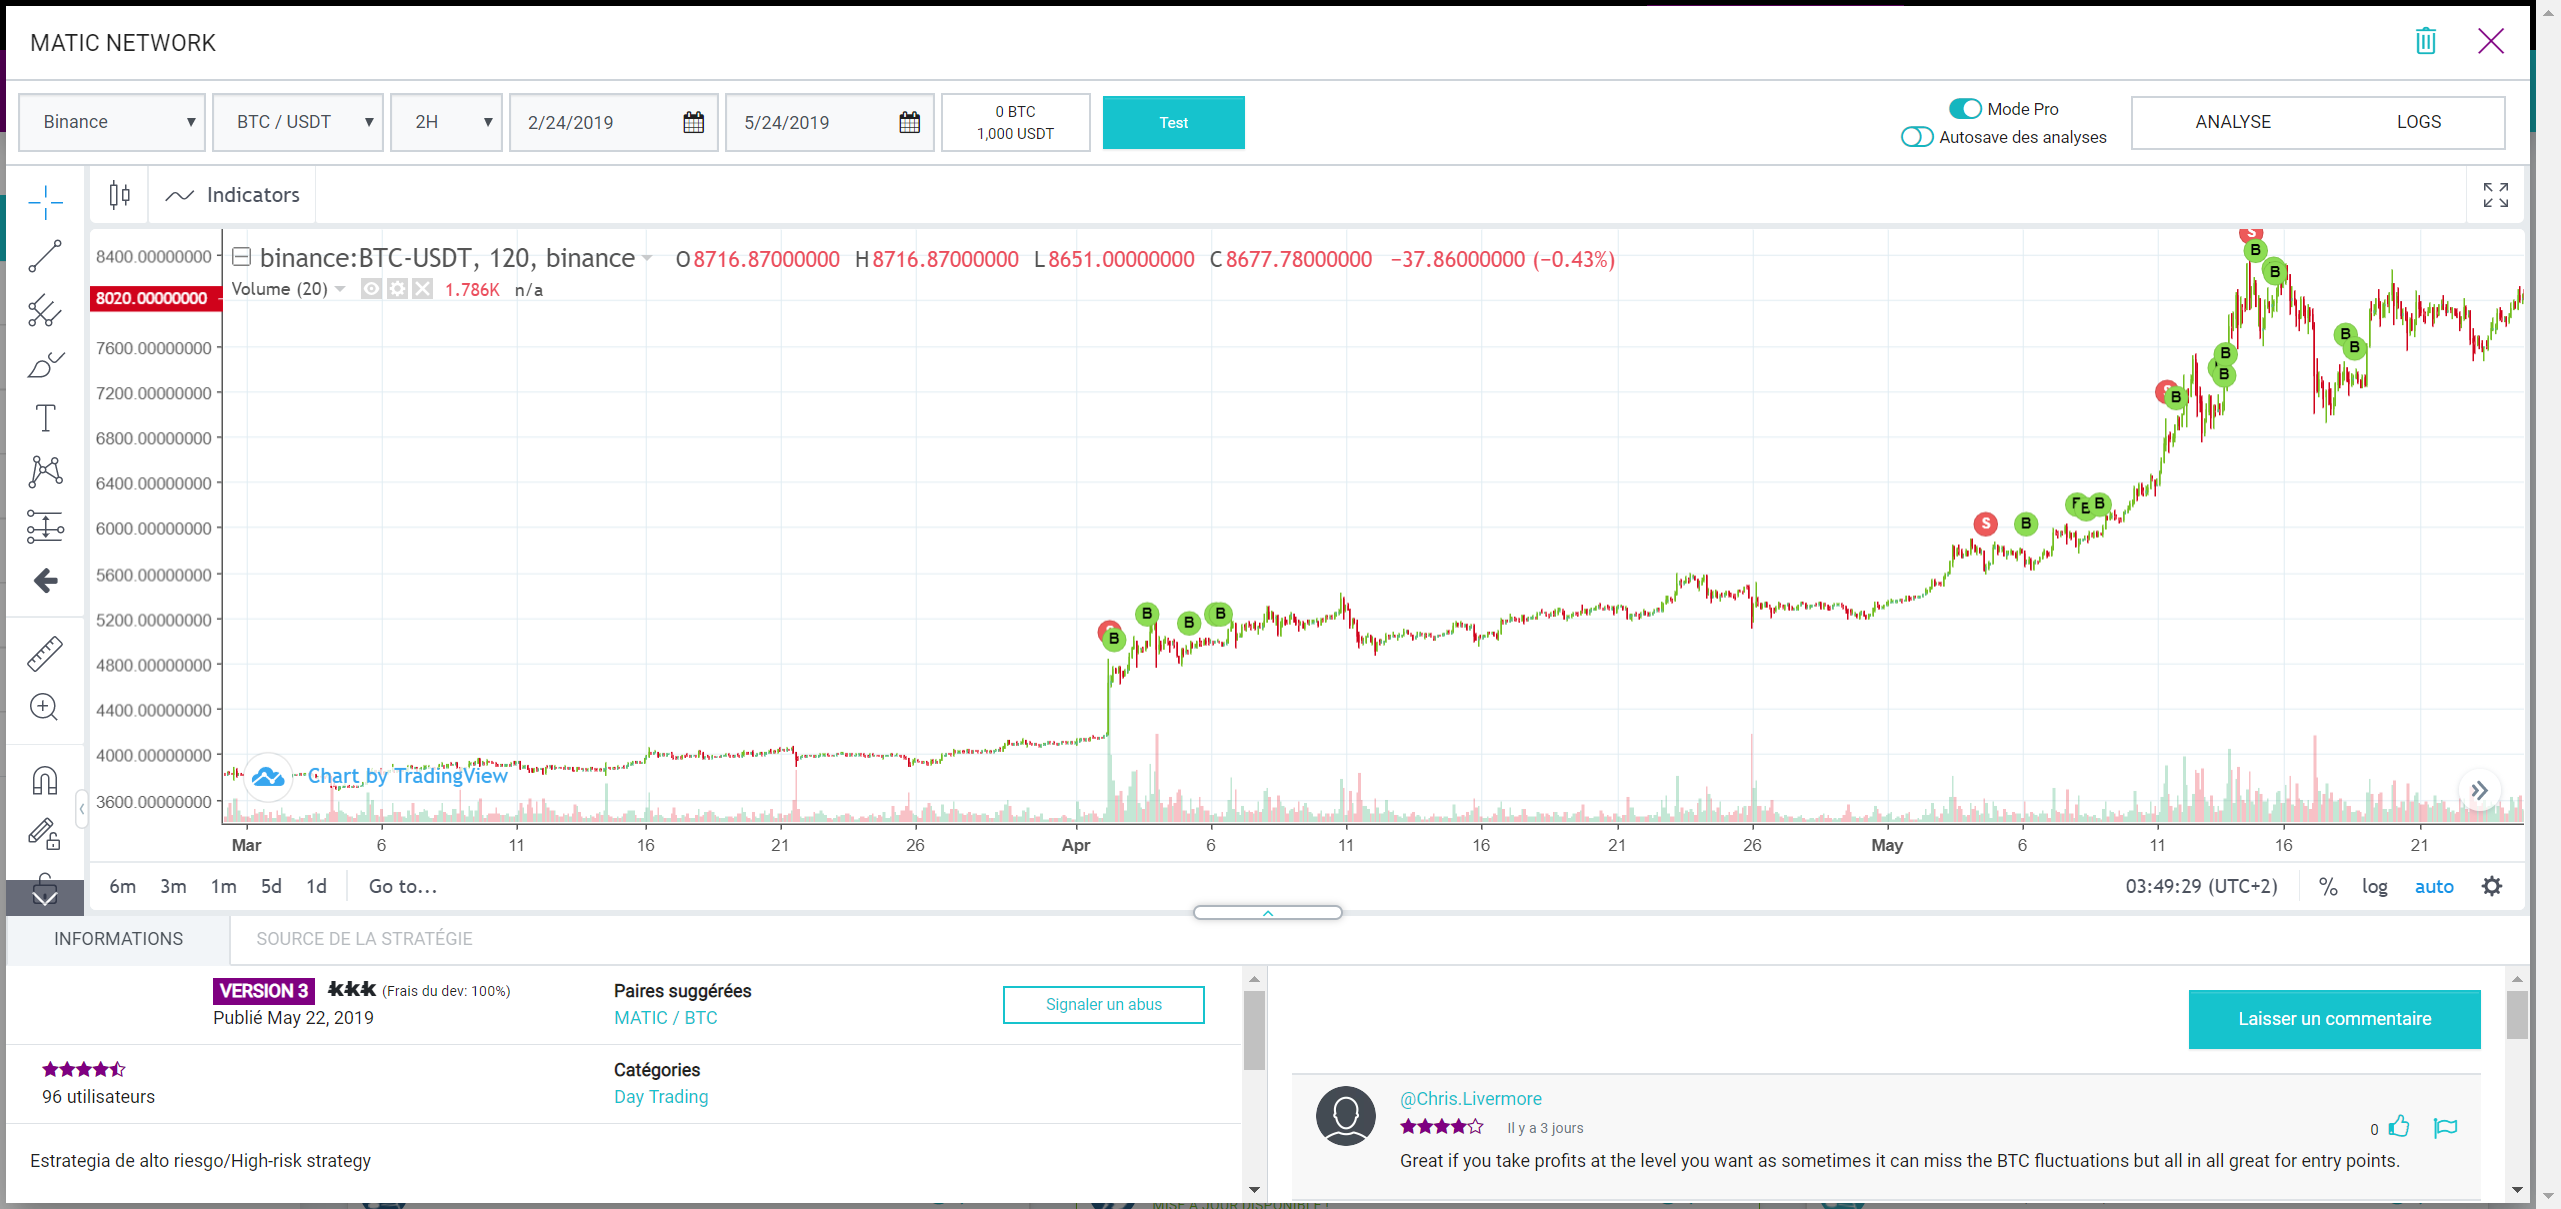 MATIC NETWORK
Binance
BTC / USDT
2H
2/24/2019
5/24/2019
0 BTC
1,000 USDT
Test
Mode Pro
Autosave des analyses
ANALYSE
LOGS
Indicators
binance:BTC-USDT, 120, binance
O8716.87000000 H8716.87000000 L8651.00000000 C8677.78000000 −37.86000000 (−0.43%)
Volume (20) 1.786K n/a
8400.00000000
8020.00000000
7600.00000000
7200.00000000
6800.00000000
6400.00000000
6000.00000000
5600.00000000
5200.00000000
4800.00000000
4400.00000000
4000.00000000
3600.00000000
S
B
B
B
B
B
B
B
S
B
S
B
E
B
B
B
B
B
Chart by TradingView
Mar 6 11 16 21 26 Apr 6 11 16 21 26 May 6 11 16 21
6m 3m 1m 5d 1d Go to...
03:49:29 (UTC+2) % log auto
INFORMATIONS
SOURCE DE LA STRATÉGIE
VERSION 3 kkk (Frais du dev: 100%)
Publié May 22, 2019
Paires suggérées
MATIC / BTC
Signaler un abus
96 utilisateurs
Catégories
Day Trading
Estrategia de alto riesgo/High-risk strategy
Laisser un commentaire
@Chris.Livermore
Il y a 3 jours
0
Great if you take profits at the level you want as sometimes it can miss the BTC fluctuations but all in all great for entry points.
MISE À JOUR DISPONIBLE !